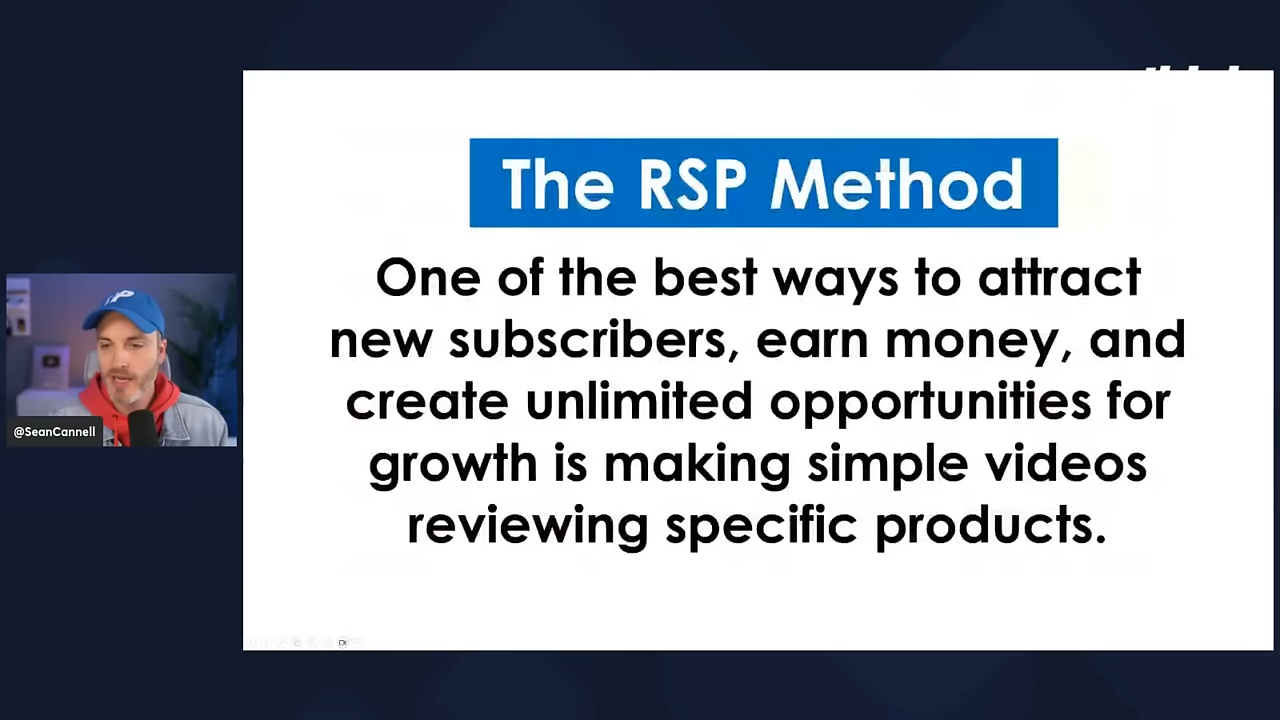 The RSP Method
One of the best ways to attract
new subscribers, earn money, and
create unlimited opportunities for
growth is making simple videos
reviewing specific products.
@SeanCannell